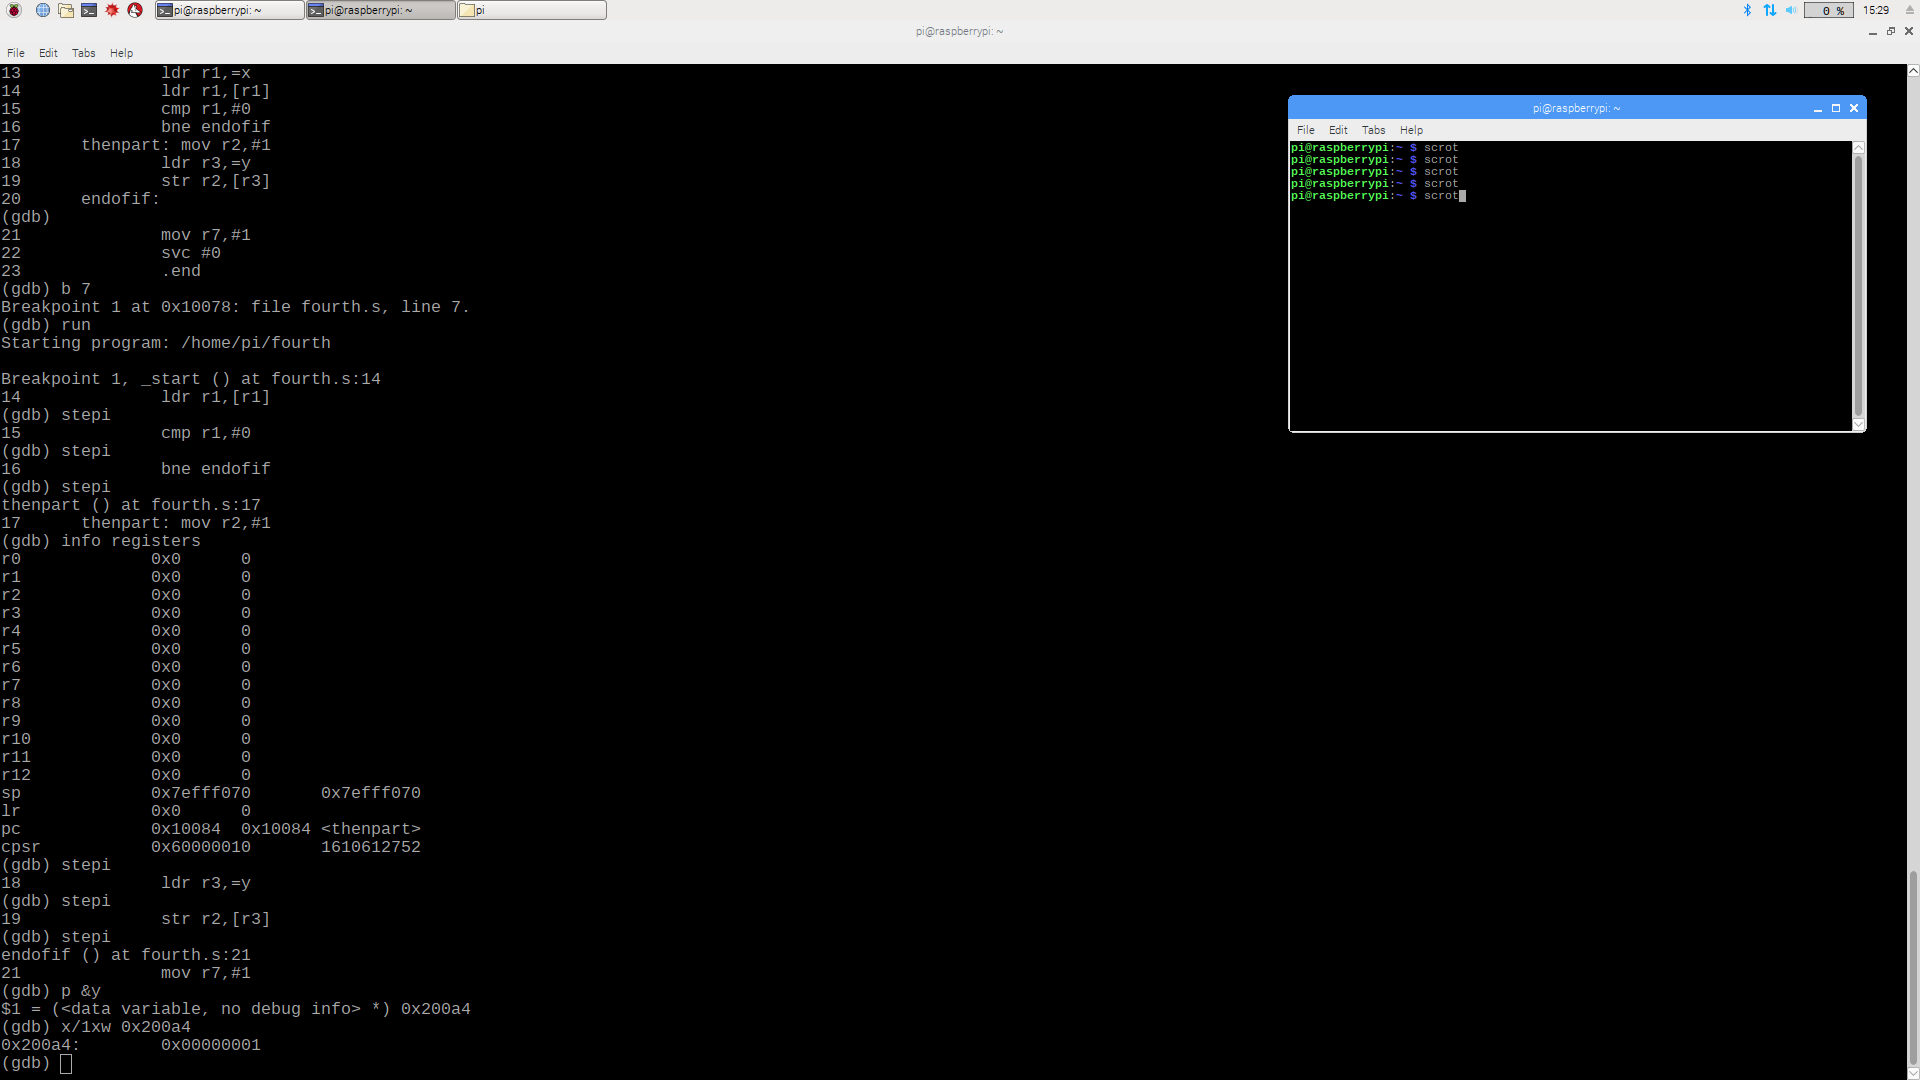 pi@raspberrypi: ~
pi@raspberrypi: ~
pi
0 %
15:29
pi@raspberrypi: ~
File Edit Tabs Help
13 ldr r1,=x
14 ldr r1,[r1]
15 cmp r1,#0
16 bne endofif
17 thenpart: mov r2,#1
18 ldr r3,=y
19 str r2,[r3]
20 endofif:
(gdb)
21 mov r7,#1
22 svc #0
23 .end
(gdb) b 7
Breakpoint 1 at 0x10078: file fourth.s, line 7.
(gdb) run
Starting program: /home/pi/fourth
Breakpoint 1, _start () at fourth.s:14
14 ldr r1,[r1]
(gdb) stepi
15 cmp r1,#0
(gdb) stepi
16 bne endofif
(gdb) stepi
thenpart () at fourth.s:17
17 thenpart: mov r2,#1
(gdb) info registers
r0 0x0 0
r1 0x0 0
r2 0x0 0
r3 0x0 0
r4 0x0 0
r5 0x0 0
r6 0x0 0
r7 0x0 0
r8 0x0 0
r9 0x0 0
r10 0x0 0
r11 0x0 0
r12 0x0 0
sp 0x7efff070 0x7efff070
lr 0x0 0
pc 0x10084 0x10084 <thenpart>
cpsr 0x60000010 1610612752
(gdb) stepi
18 ldr r3,=y
(gdb) stepi
19 str r2,[r3]
(gdb) stepi
endofif () at fourth.s:21
21 mov r7,#1
(gdb) p &y
$1 = (<data variable, no debug info> *) 0x200a4
(gdb) x/1xw 0x200a4
0x200a4: 0x00000001
(gdb)
pi@raspberrypi: ~
File Edit Tabs Help
pi@raspberrypi:~ $ scrot
pi@raspberrypi:~ $ scrot
pi@raspberrypi:~ $ scrot
pi@raspberrypi:~ $ scrot
pi@raspberrypi:~ $ scrot